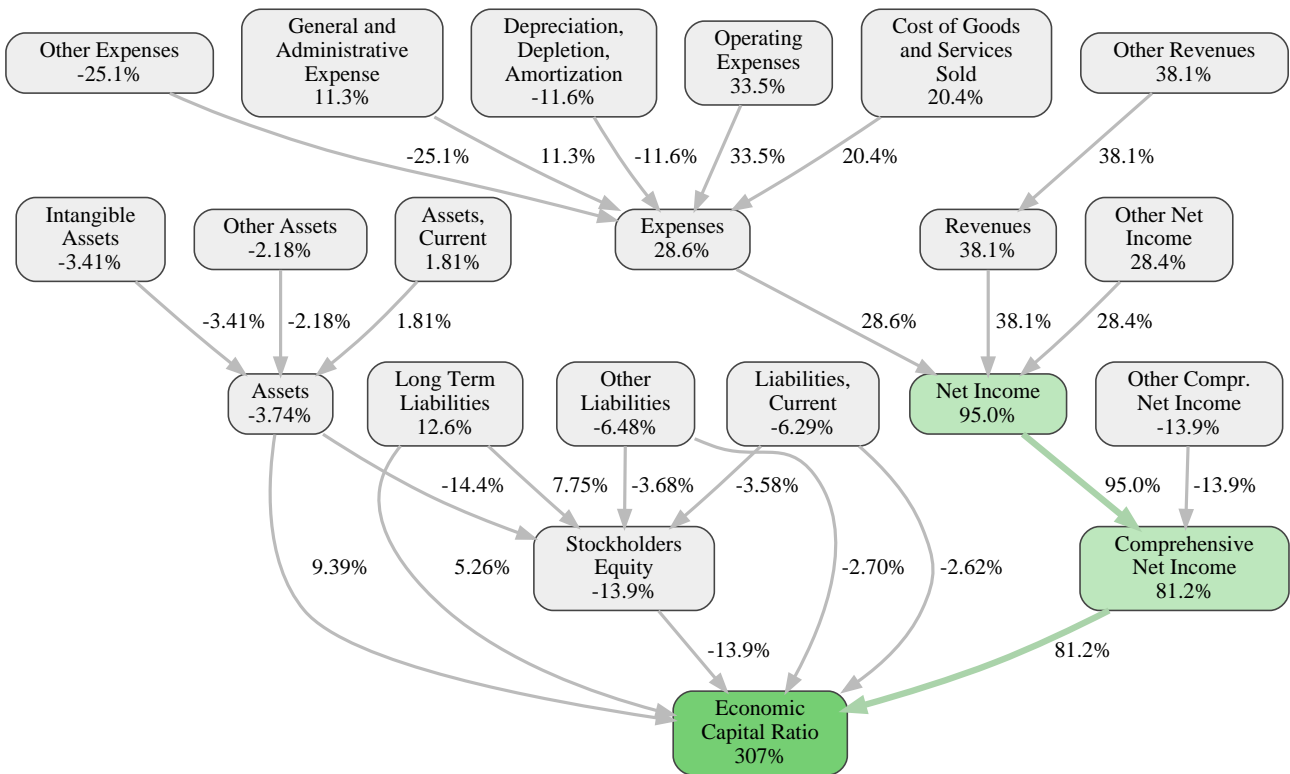 Other Expenses
-25.1%
General and
Administrative
Expense
11.3%
Depreciation,
Depletion,
Amortization
-11.6%
Operating
Expenses
33.5%
Cost of Goods
and Services
Sold
20.4%
Other Revenues
38.1%
-25.1%
11.3%
-11.6%
33.5%
20.4%
38.1%
Intangible
Assets
-3.41%
Other Assets
-2.18%
Assets,
Current
1.81%
Expenses
28.6%
Revenues
38.1%
Other Net
Income
28.4%
-3.41%
-2.18%
1.81%
28.6%
38.1%
28.4%
Assets
-3.74%
Long Term
Liabilities
12.6%
Other
Liabilities
-6.48%
Liabilities,
Current
-6.29%
Net Income
95.0%
Other Compr.
Net Income
-13.9%
-14.4%
7.75%
-3.68%
-3.58%
95.0%
-13.9%
Stockholders
Equity
-13.9%
Comprehensive
Net Income
81.2%
9.39%
5.26%
-2.70%
-2.62%
-13.9%
81.2%
Economic
Capital Ratio
307%